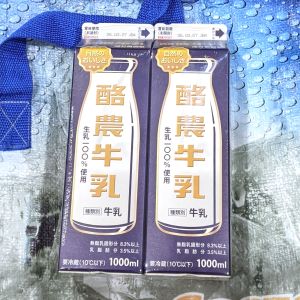 自然の
おいしさ
酪農牛乳
生乳100%使用
種類別 牛乳
無脂乳固形分 8.3%以上
乳脂肪分 3.5%以上
要冷蔵(10℃以下) 1000ml
自然の
おいしさ
酪農牛乳
生乳100%使用
種類別 牛乳
無脂乳固形分 8.3%以上
乳脂肪分 3.5%以上
要冷蔵(10℃以下) 1000ml